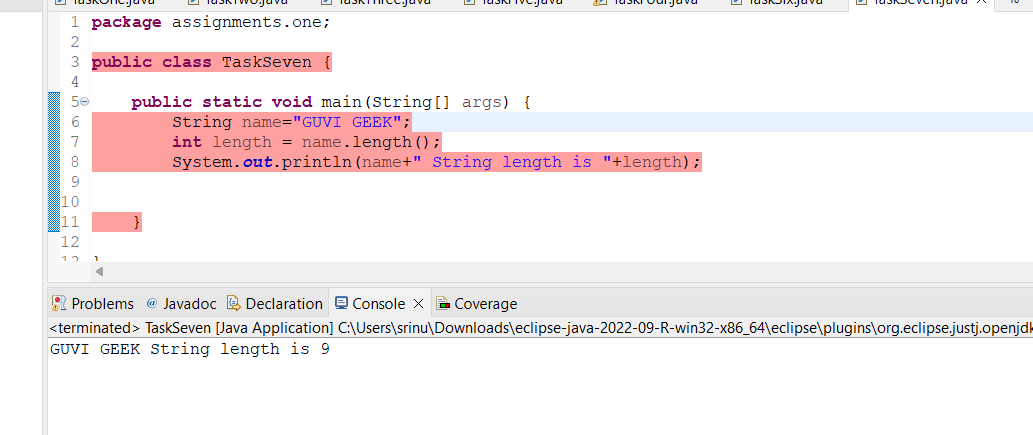 TaskOne.java TaskTwo.java TaskThree.java TaskFive.java TaskFour.java TaskSix.java TaskSeven.java
1 package assignments.one;
2
3 public class TaskSeven {
4
5 public static void main(String[] args) {
6 String name="GUVI GEEK";
7 int length = name.length();
8 System.out.println(name+" String length is "+length);
9
10
11 }
12
13 }
Problems @ Javadoc Declaration Console Coverage
<terminated> TaskSeven [Java Application] C:\Users\srinu\Downloads\eclipse-java-2022-09-R-win32-x86_64\eclipse\plugins\org.eclipse.justj.openjdk
GUVI GEEK String length is 9